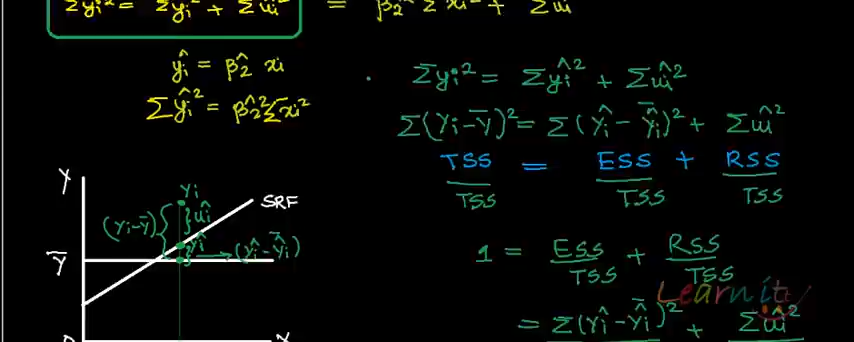 Σyi² = Σŷi² + Σûi² = β̂2² Σxi² + Σûi²
ŷi = β̂2 xi
Σŷi² = β̂2² Σxi²
Σyi² = Σŷi² + Σûi²
Σ(Yi-Ȳ)² = Σ(Ŷi-Ŷ̄i)² + Σûi²
TSS = ESS + RSS
TSS TSS TSS
1 = ESS/TSS + RSS/TSS
= Σ(Ŷi-Ŷ̄i)² + Σûi²
Y
Yi
SRF
(Yi-Ȳ) { } ûi
Ŷi
Ȳ } → (Ŷi-Ŷ̄i)
X
Learnitt